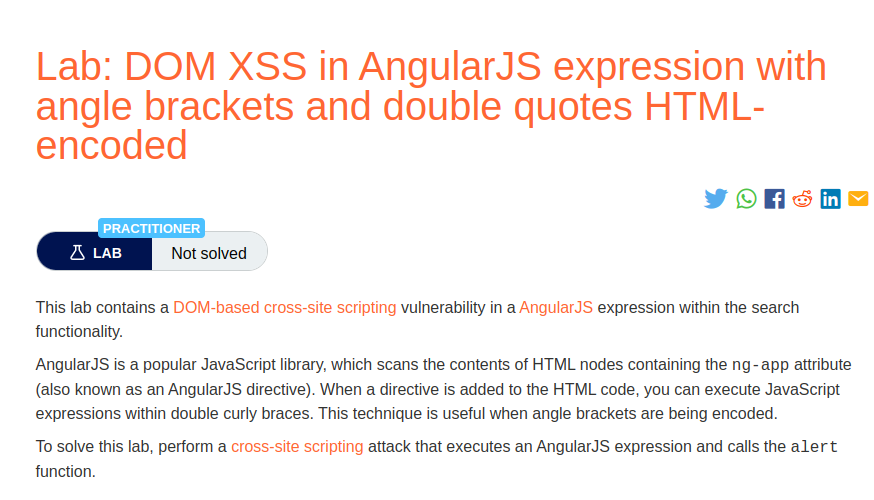 Lab: DOM XSS in AngularJS expression with
angle brackets and double quotes HTML-
encoded
PRACTITIONER
LAB
Not solved
This lab contains a DOM-based cross-site scripting vulnerability in a AngularJS expression within the search
functionality.
AngularJS is a popular JavaScript library, which scans the contents of HTML nodes containing the ng-app attribute
(also known as an AngularJS directive). When a directive is added to the HTML code, you can execute JavaScript
expressions within double curly braces. This technique is useful when angle brackets are being encoded.
To solve this lab, perform a cross-site scripting attack that executes an AngularJS expression and calls the alert
function.